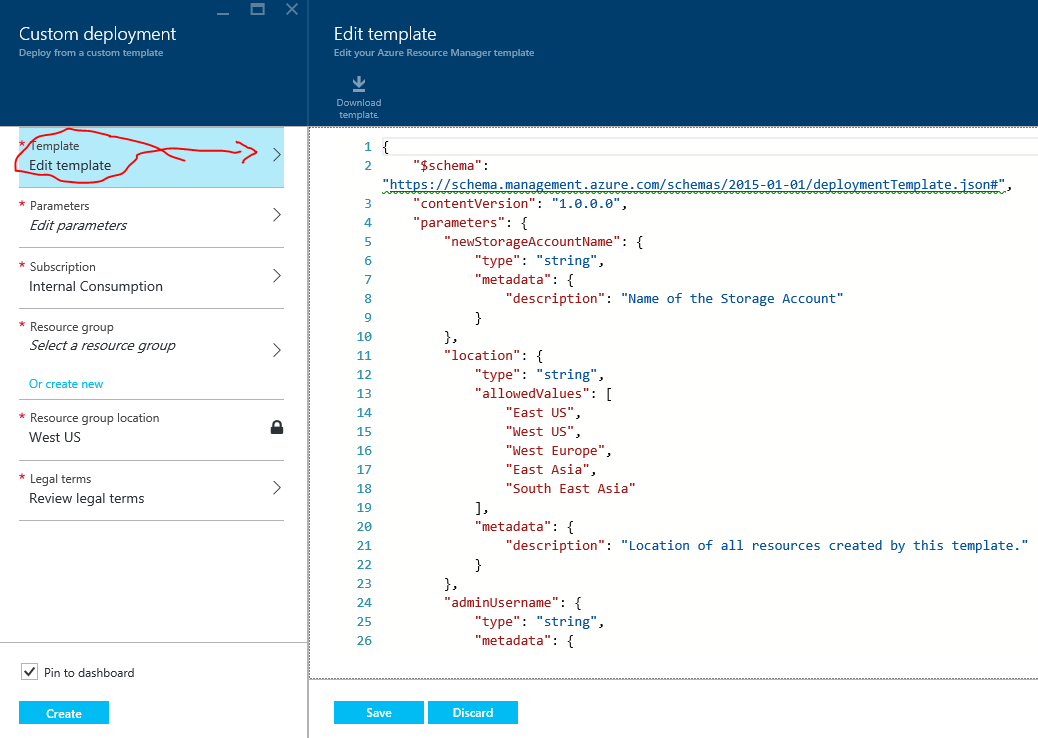 Custom deployment
Deploy from a custom template
* Template
Edit template
* Parameters
Edit parameters
* Subscription
Internal Consumption
* Resource group
Select a resource group
Or create new
* Resource group location
West US
* Legal terms
Review legal terms
Pin to dashboard
Create
Edit template
Edit your Azure Resource Manager template
Download
template.
1 {
2 "$schema":
"https://schema.management.azure.com/schemas/2015-01-01/deploymentTemplate.json#",
3 "contentVersion": "1.0.0.0",
4 "parameters": {
5 "newStorageAccountName": {
6 "type": "string",
7 "metadata": {
8 "description": "Name of the Storage Account"
9 }
10 },
11 "location": {
12 "type": "string",
13 "allowedValues": [
14 "East US",
15 "West US",
16 "West Europe",
17 "East Asia",
18 "South East Asia"
19 ],
20 "metadata": {
21 "description": "Location of all resources created by this template."
22 }
23 },
24 "adminUsername": {
25 "type": "string",
26 "metadata": {
Save
Discard